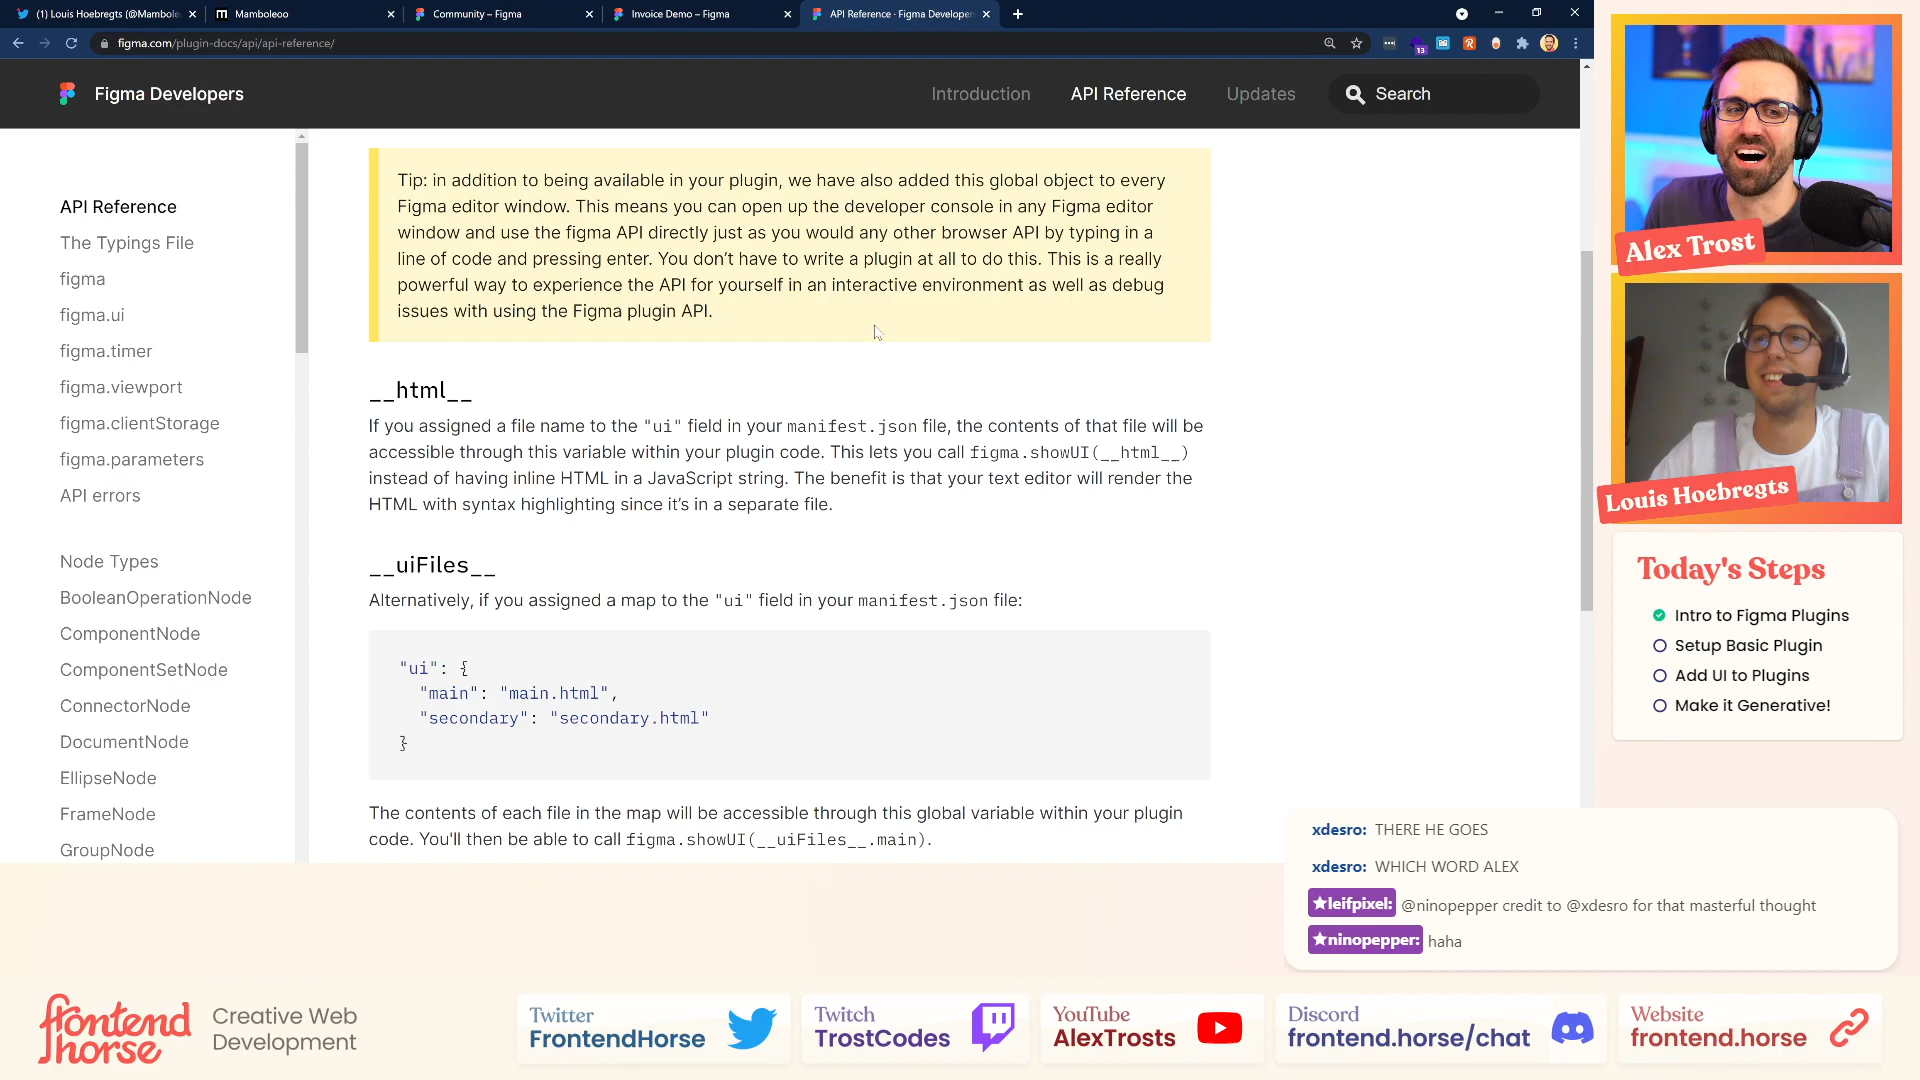 (1) Louis Hoebregts (@Mambole
Mamboleoo
Community – Figma
Invoice Demo – Figma
API Reference · Figma Developer
figma.com/plugin-docs/api/api-reference/
13
Figma Developers
Introduction
API Reference
Updates
Search
API Reference
The Typings File
figma
figma.ui
figma.timer
figma.viewport
figma.clientStorage
figma.parameters
API errors
Node Types
BooleanOperationNode
ComponentNode
ComponentSetNode
ConnectorNode
DocumentNode
EllipseNode
FrameNode
GroupNode
Tip: in addition to being available in your plugin, we have also added this global object to every
Figma editor window. This means you can open up the developer console in any Figma editor
window and use the figma API directly just as you would any other browser API by typing in a
line of code and pressing enter. You don't have to write a plugin at all to do this. This is a really
powerful way to experience the API for yourself in an interactive environment as well as debug
issues with using the Figma plugin API.
__html__
If you assigned a file name to the "ui" field in your manifest.json file, the contents of that file will be
accessible through this variable within your plugin code. This lets you call figma.showUI(__html__)
instead of having inline HTML in a JavaScript string. The benefit is that your text editor will render the
HTML with syntax highlighting since it's in a separate file.
__uiFiles__
Alternatively, if you assigned a map to the "ui" field in your manifest.json file:
"ui": {
"main": "main.html",
"secondary": "secondary.html"
}
The contents of each file in the map will be accessible through this global variable within your plugin
code. You'll then be able to call figma.showUI(__uiFiles__.main).
Alex Trost
Louis Hoebregts
Today's Steps
Intro to Figma Plugins
Setup Basic Plugin
Add UI to Plugins
Make it Generative!
xdesro: THERE HE GOES
xdesro: WHICH WORD ALEX
leifpixel: @ninopepper credit to @xdesro for that masterful thought
ninopepper: haha
frontend
horse
Creative Web
Development
Twitter
FrontendHorse
Twitch
TrostCodes
YouTube
AlexTrosts
Discord
frontend.horse/chat
Website
frontend.horse